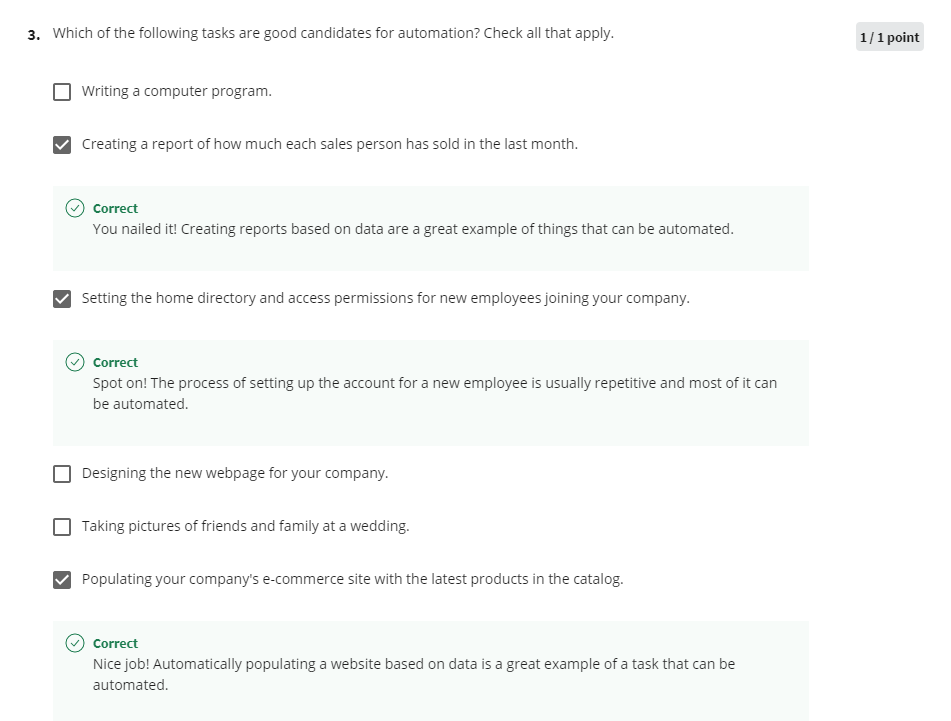 3. Which of the following tasks are good candidates for automation? Check all that apply.
1 / 1 point
Writing a computer program.
Creating a report of how much each sales person has sold in the last month.
Correct
You nailed it! Creating reports based on data are a great example of things that can be automated.
Setting the home directory and access permissions for new employees joining your company.
Correct
Spot on! The process of setting up the account for a new employee is usually repetitive and most of it can
be automated.
Designing the new webpage for your company.
Taking pictures of friends and family at a wedding.
Populating your company's e-commerce site with the latest products in the catalog.
Correct
Nice job! Automatically populating a website based on data is a great example of a task that can be
automated.